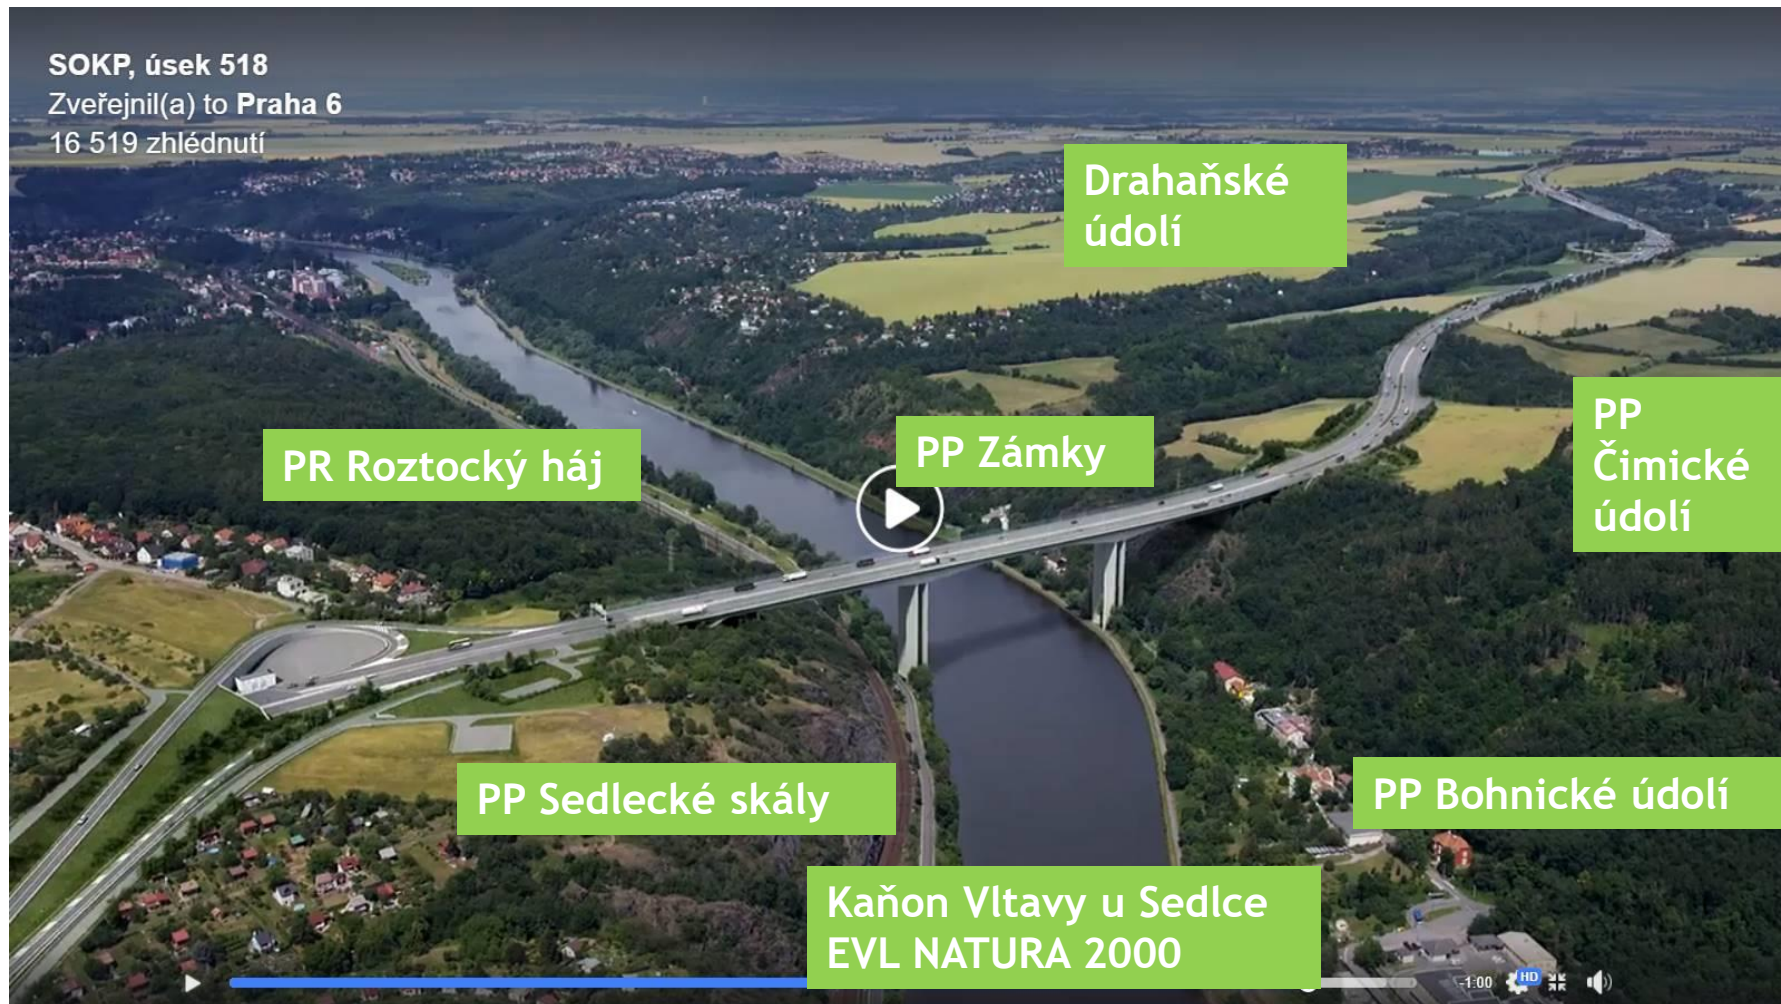 SOKP, úsek 518
Zveřejnil(a) to Praha 6
16 519 zhlédnutí
Drahaňské
údolí
PP
Čimické
údolí
PR Roztocký háj
PP Zámky
PP Sedlecké skály
PP Bohnické údolí
Kaňon Vltavy u Sedlce
EVL NATURA 2000
-1:00
HD